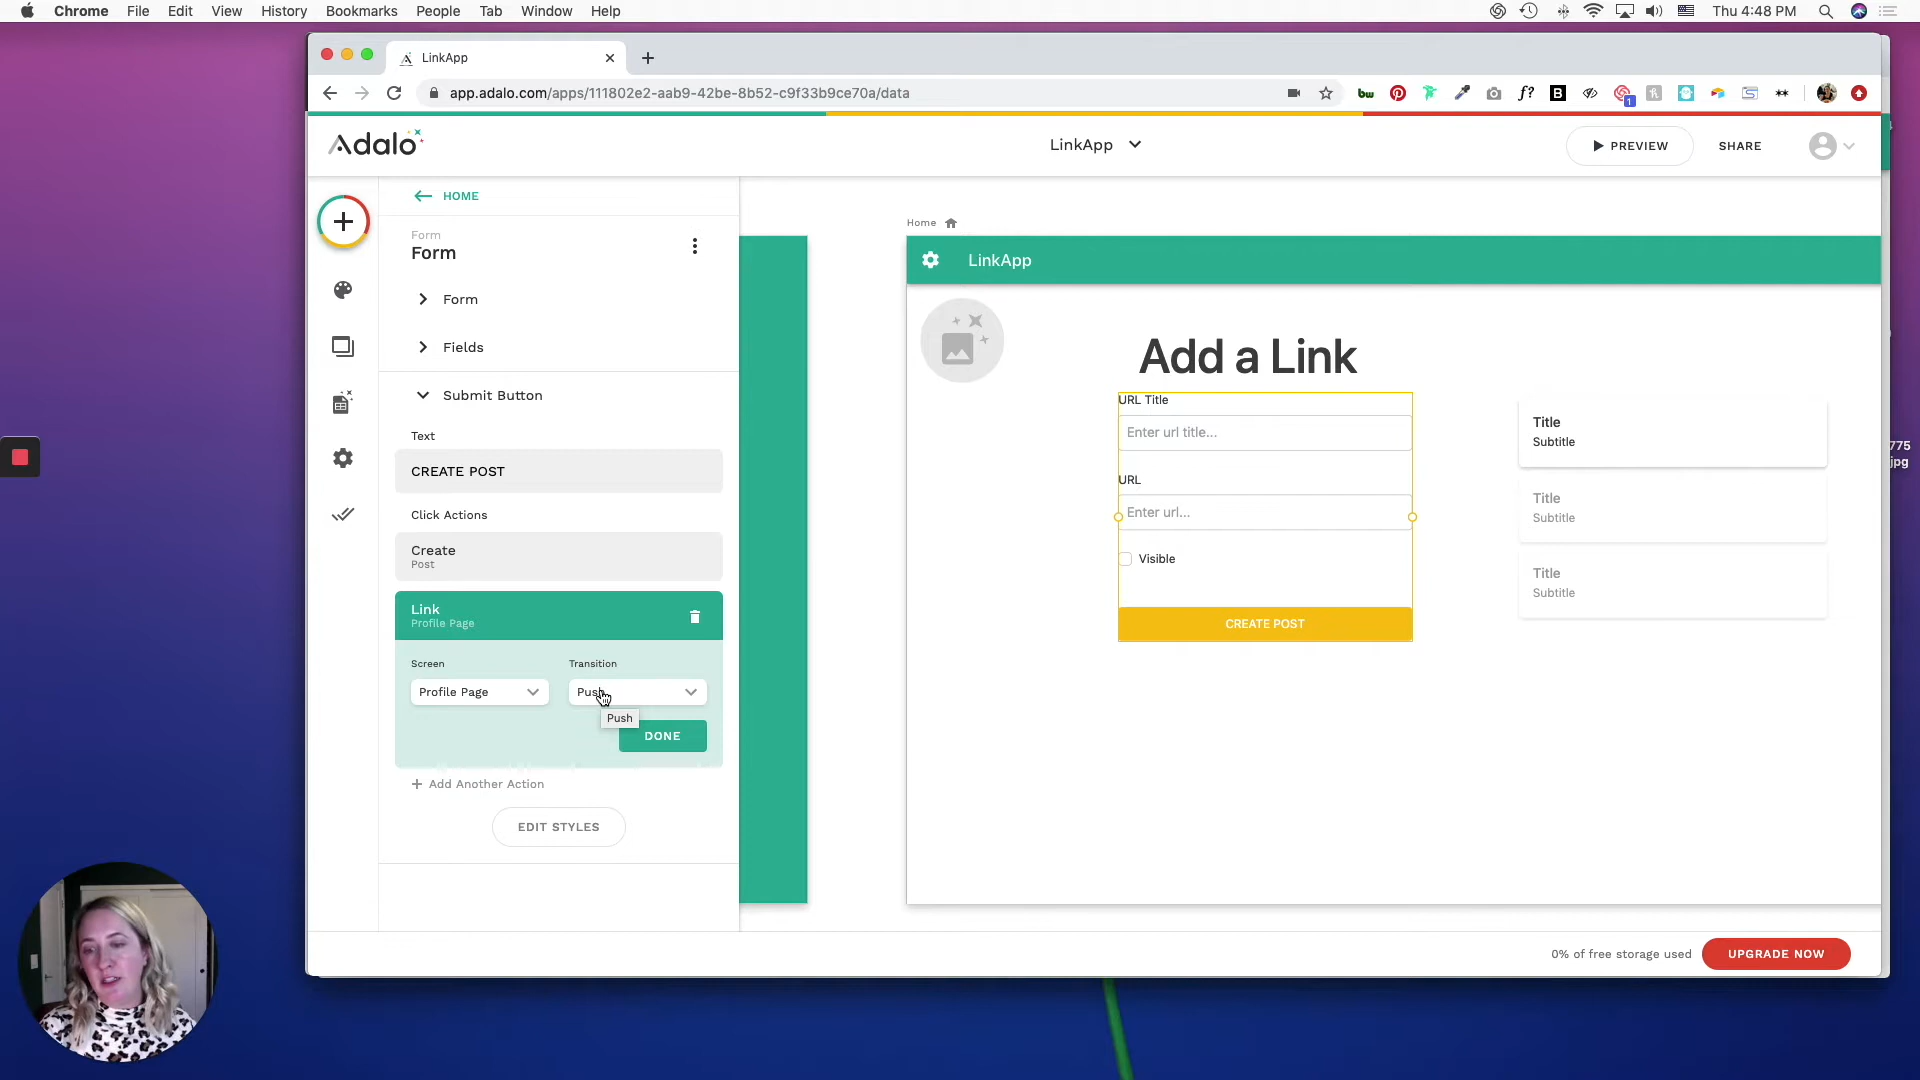 Chrome File Edit View History Bookmarks People Tab Window Help
Thu 4:48 PM
LinkApp
app.adalo.com/apps/111802e2-aab9-42be-8b52-c9f33b9ce70a/data
f? B 1
Adalo
LinkApp
PREVIEW
SHARE
HOME
Form
Form
Form
Fields
Submit Button
Text
CREATE POST
Click Actions
Create
Post
Link
Profile Page
Screen
Transition
Profile Page
Push
Push
DONE
Add Another Action
EDIT STYLES
Home
LinkApp
Add a Link
URL Title
Enter url title...
URL
Enter url...
Visible
CREATE POST
Title
Subtitle
Title
Subtitle
Title
Subtitle
775
jpg
0% of free storage used
UPGRADE NOW